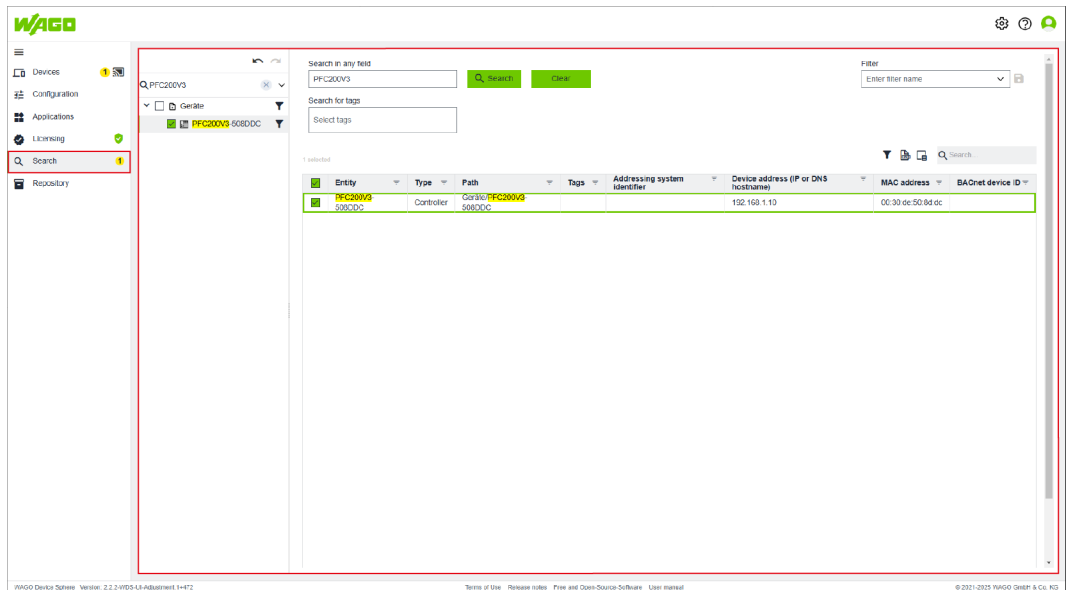 WAGO
Devices 1
Configuration
Applications
Licensing
Search 1
Repository
PFC200V3
Geräte
PFC200V3-508DDC
Search in any field
PFC200V3
Search
Clear
Filter
Enter filter name
Search for tags
Select tags
1 selected
Search
Entity Type Path Tags Addressing system identifier Device address (IP or DNS hostname) MAC address BACnet device ID
PFC200V3-508DDC Controller Geräte/PFC200V3-508DDC 192.168.1.10 00:30:de:50:8d:dc
WAGO Device Sphere Version: 2.2.2-WDS-UI-Adjustment.1+472
Terms of Use Release notes Free and Open-Source-Software User manual
© 2021-2025 WAGO GmbH & Co. KG